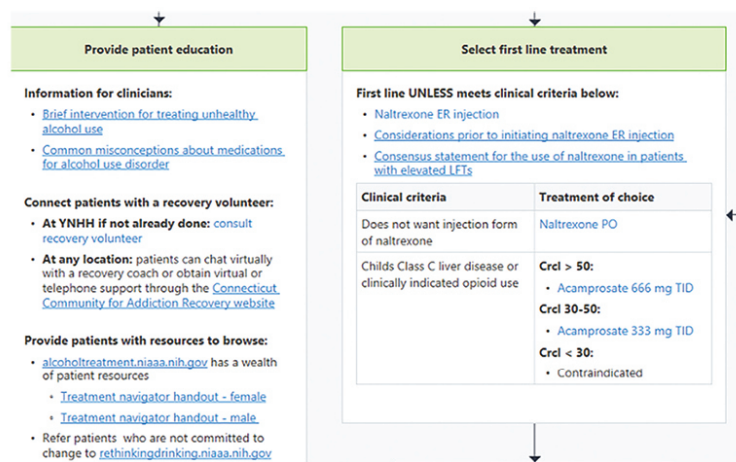 Provide patient education
Information for clinicians:
• Brief intervention for treating unhealthy
alcohol use
• Common misconceptions about medications
for alcohol use disorder
Connect patients with a recovery volunteer:
• At YNHH if not already done: consult
recovery volunteer
• At any location: patients can chat virtually
with a recovery coach or obtain virtual or
telephone support through the Connecticut
Community for Addiction Recovery website
Provide patients with resources to browse:
• alcoholtreatment.niaaa.nih.gov has a wealth
of patient resources
• Treatment navigator handout - female
• Treatment navigator handout - male
• Refer patients who are not committed to
change to rethinkingdrinking.niaaa.nih.gov
Select first line treatment
First line UNLESS meets clinical criteria below:
• Naltrexone ER injection
• Considerations prior to initiating naltrexone ER injection
• Consensus statement for the use of naltrexone in patients
with elevated LFTs
Clinical criteria
Treatment of choice
Does not want injection form
of naltrexone
Naltrexone PO
Childs Class C liver disease or
clinically indicated opioid use
Crcl > 50:
• Acamprosate 666 mg TID
Crcl 30-50:
• Acamprosate 333 mg TID
Crcl < 30:
• Contraindicated